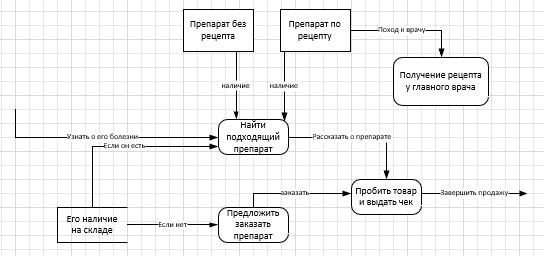 Препарат без
рецепта
Препарат по
рецепту
Поход к врачу
Получение рецепта
у главного врача
наличие
наличие
Найти
подходящий
препарат
Узнать о его болезни
Если он есть
Рассказать о препарате
Его наличие
на складе
Если нет
Предложить
заказать
препарат
заказать
Пробить товар
и выдать чек
Завершить продажу